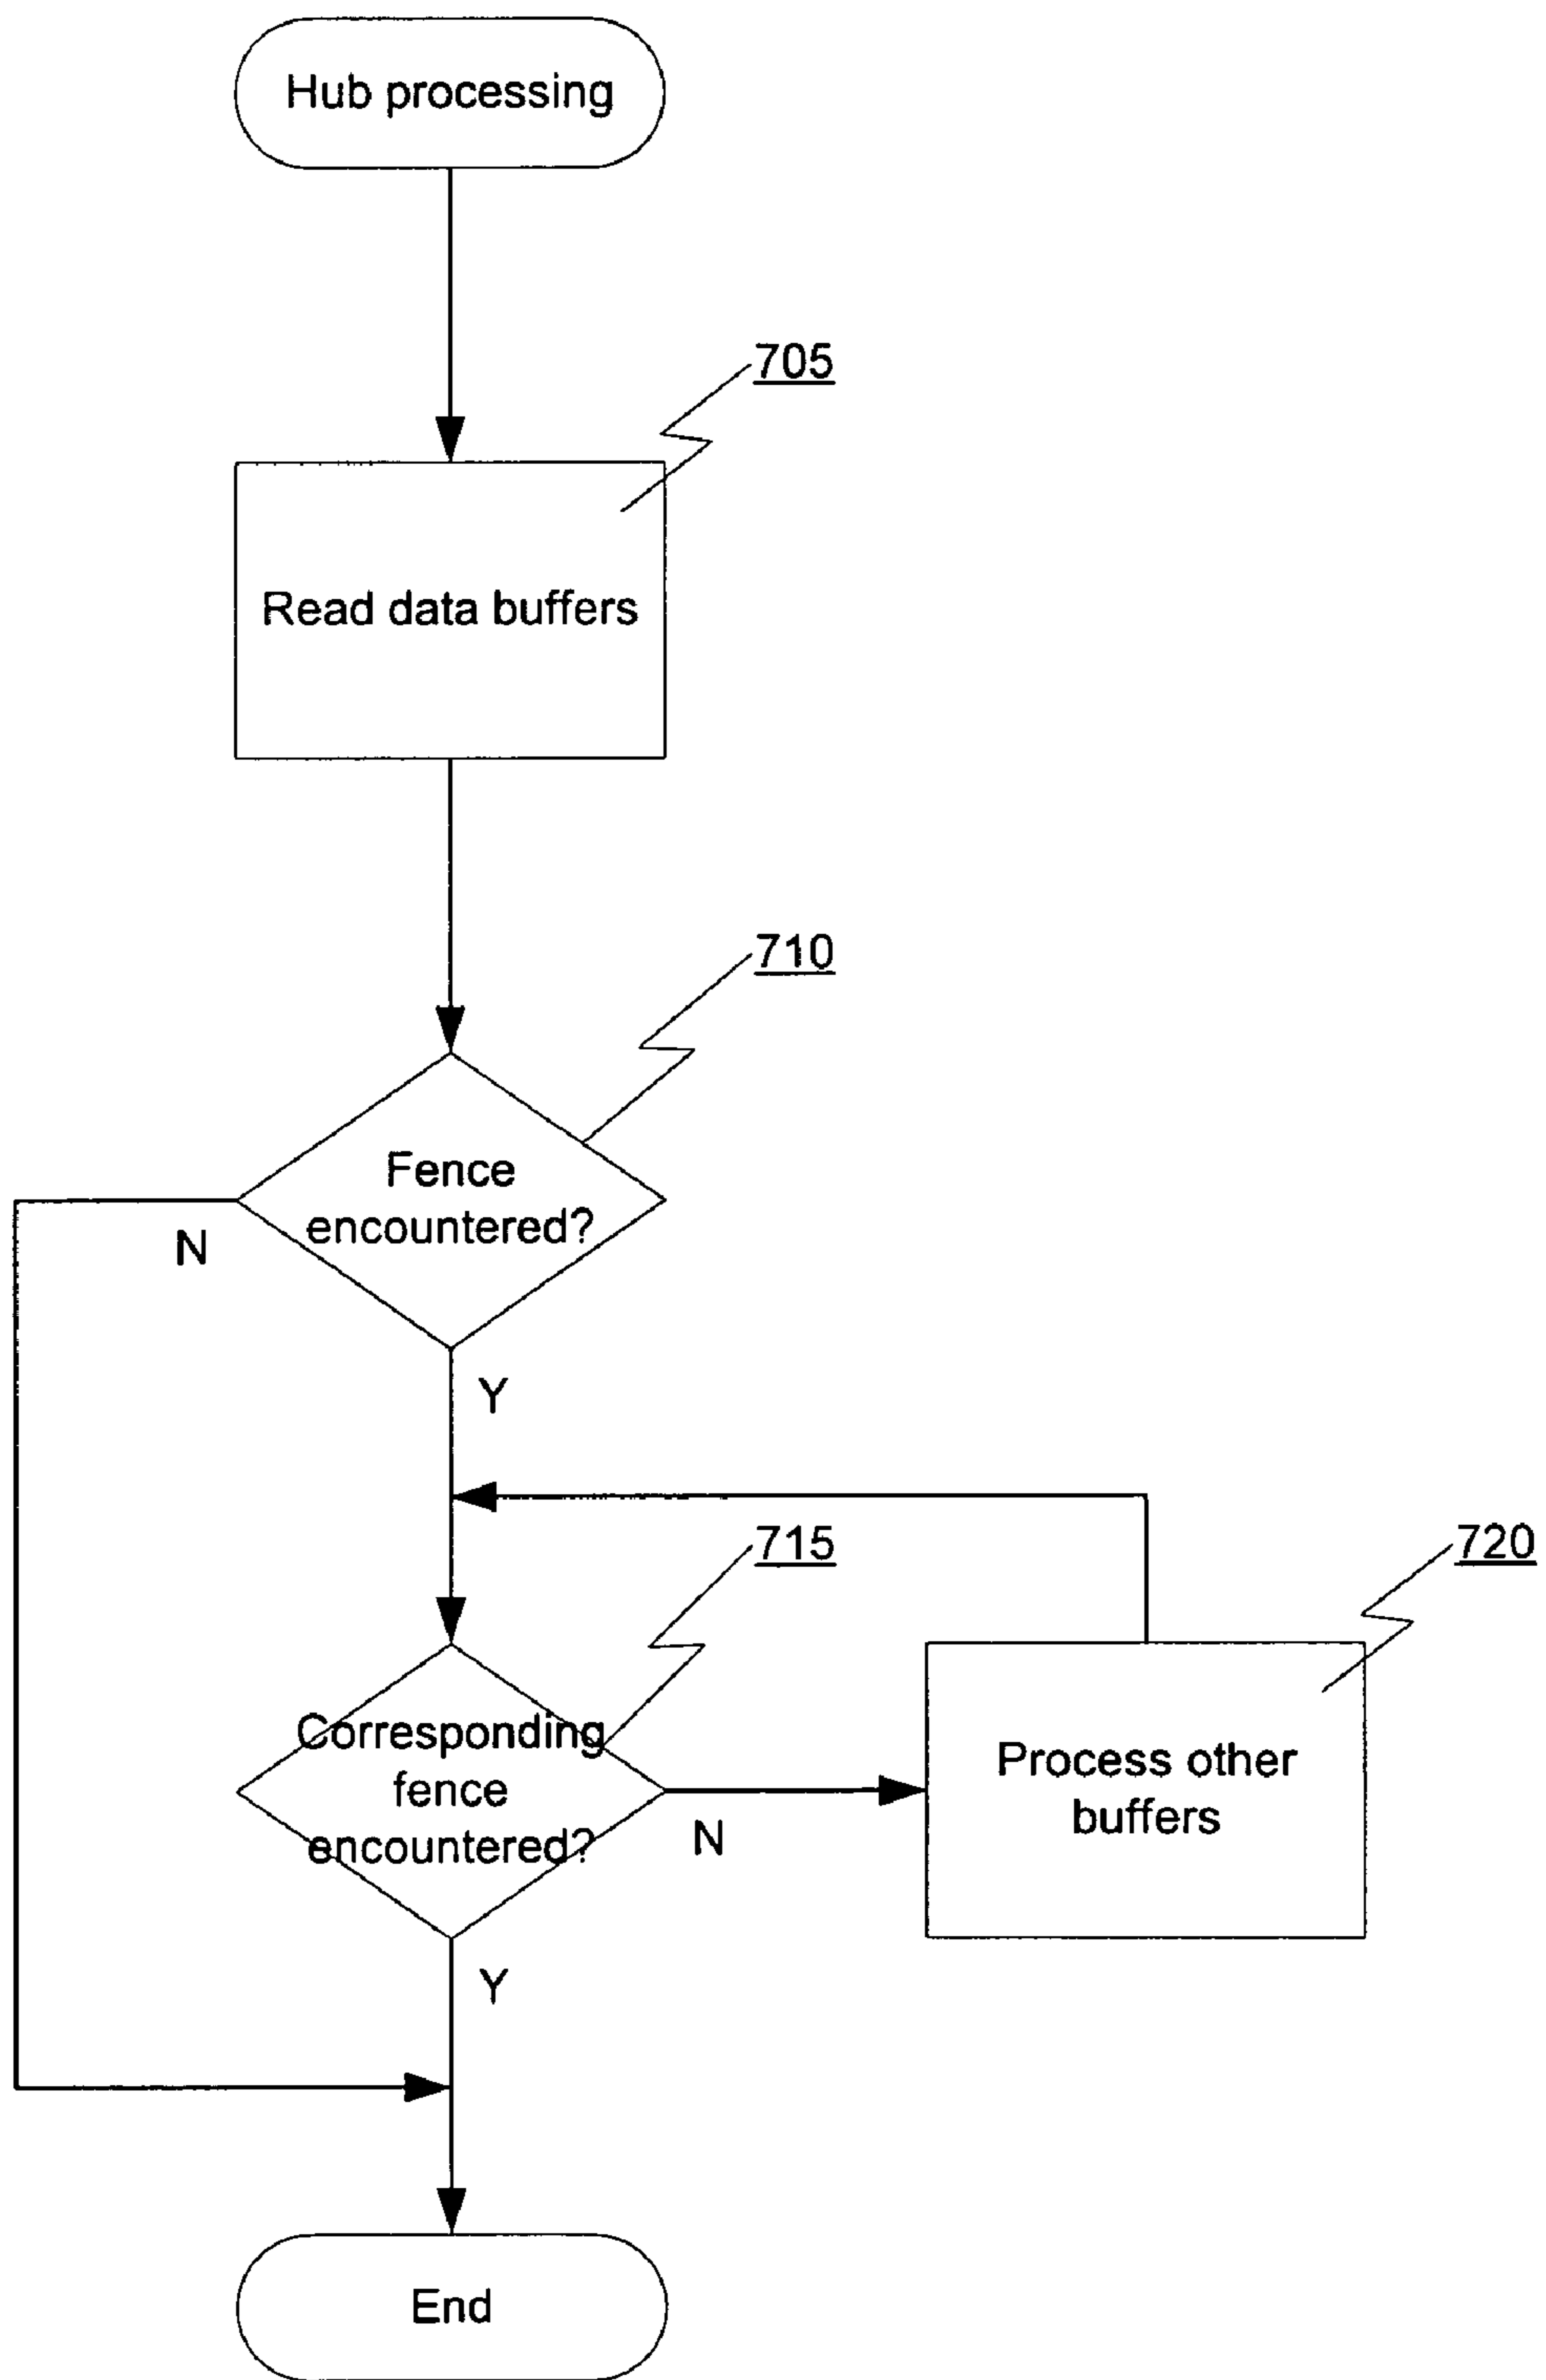 Hub processing
705
Read data buffers
710
Fence
encountered?
N
Y
715
720
Corresponding
fence
encountered?
N
Process other
buffers
Y
End